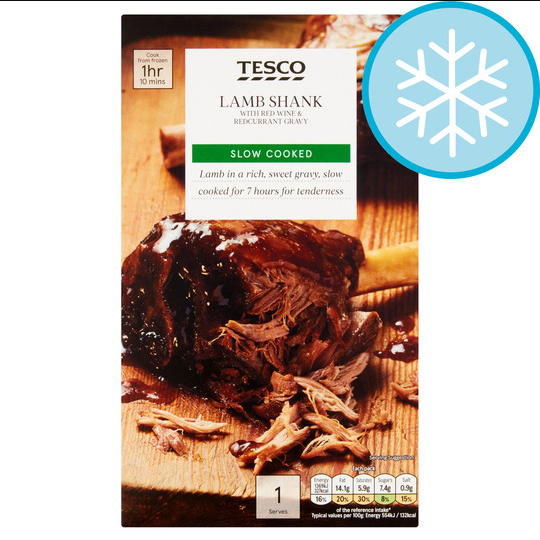 Cook
from frozen
1hr
10 mins
TESCO
LAMB SHANK
WITH RED WINE &
REDCURRANT GRAVY
SLOW COOKED
Lamb in a rich, sweet gravy, slow
cooked for 7 hours for tenderness
Serving Suggestion
1
Serves
Each pack
Energy Fat Saturates Sugars Salt
14.1g 5.9g 7.4g 0.9g
327kcal
16% 20% 30% 8% 15%
of the reference intake*
Typical values per 100g: Energy 554kJ / 132kcal